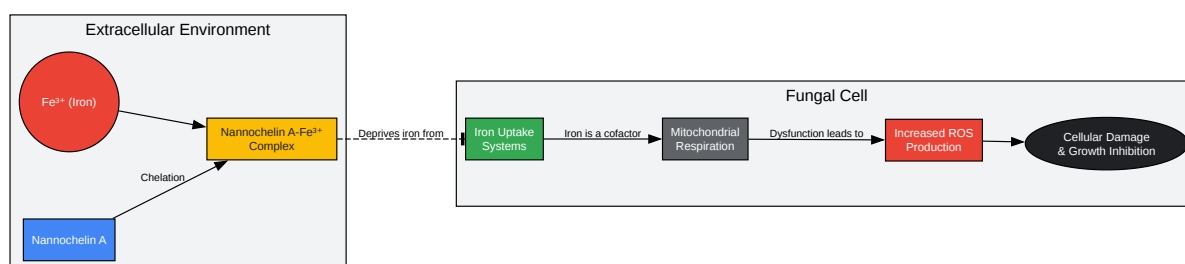 Extracellular Environment
Fe³⁺ (Iron)
Nannochelin A-Fe³⁺
Complex
Chelation
Nannochelin A
Deprives iron from
Fungal Cell
Iron Uptake
Systems
Iron is a cofactor
Mitochondrial
Respiration
Dysfunction leads to
Increased ROS
Production
Cellular Damage
& Growth Inhibition